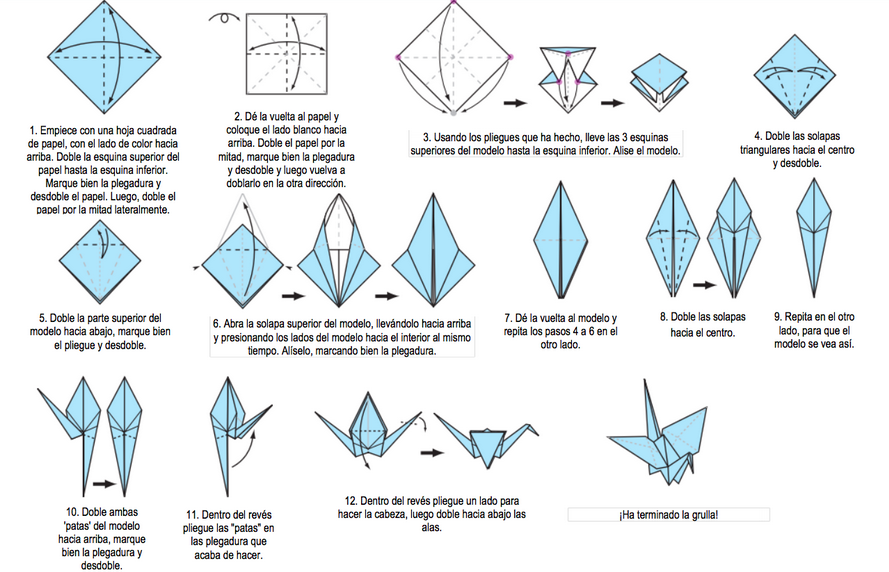 1. Empiece con una hoja cuadrada
de papel, con el lado de color hacia
arriba. Doble la esquina superior del
papel hasta la esquina inferior.
Marque bien la plegadura y
desdoble el papel. Luego, doble el
papel por la mitad lateralmente.
2. Dé la vuelta al papel y
coloque el lado blanco hacia
arriba. Doble el papel por la
mitad, marque bien la plegadura
y desdoble y luego vuelva a
doblarlo en la otra dirección.
3. Usando los pliegues que ha hecho, lleve las 3 esquinas
superiores del modelo hasta la esquina inferior. Alise el modelo.
4. Doble las solapas
triangulares hacia el centro
y desdoble.
5. Doble la parte superior del
modelo hacia abajo, marque bien
el pliegue y desdoble.
6. Abra la solapa superior del modelo, llevándolo hacia arriba
y presionando los lados del modelo hacia el interior al mismo
tiempo. Alíselo, marcando bien la plegadura.
7. Dé la vuelta al modelo y
repita los pasos 4 a 6 en el
otro lado.
8. Doble las solapas
hacia el centro.
9. Repita en el otro
lado, para que el
modelo se vea así.
10. Doble ambas
'patas' del modelo
hacia arriba, marque
bien la plegadura y
desdoble.
11. Dentro del revés
pliegue las "patas" en
las plegadura que
acaba de hacer.
12. Dentro del revés pliegue un lado para
hacer la cabeza, luego doble hacia abajo las
alas.
¡Ha terminado la grulla!